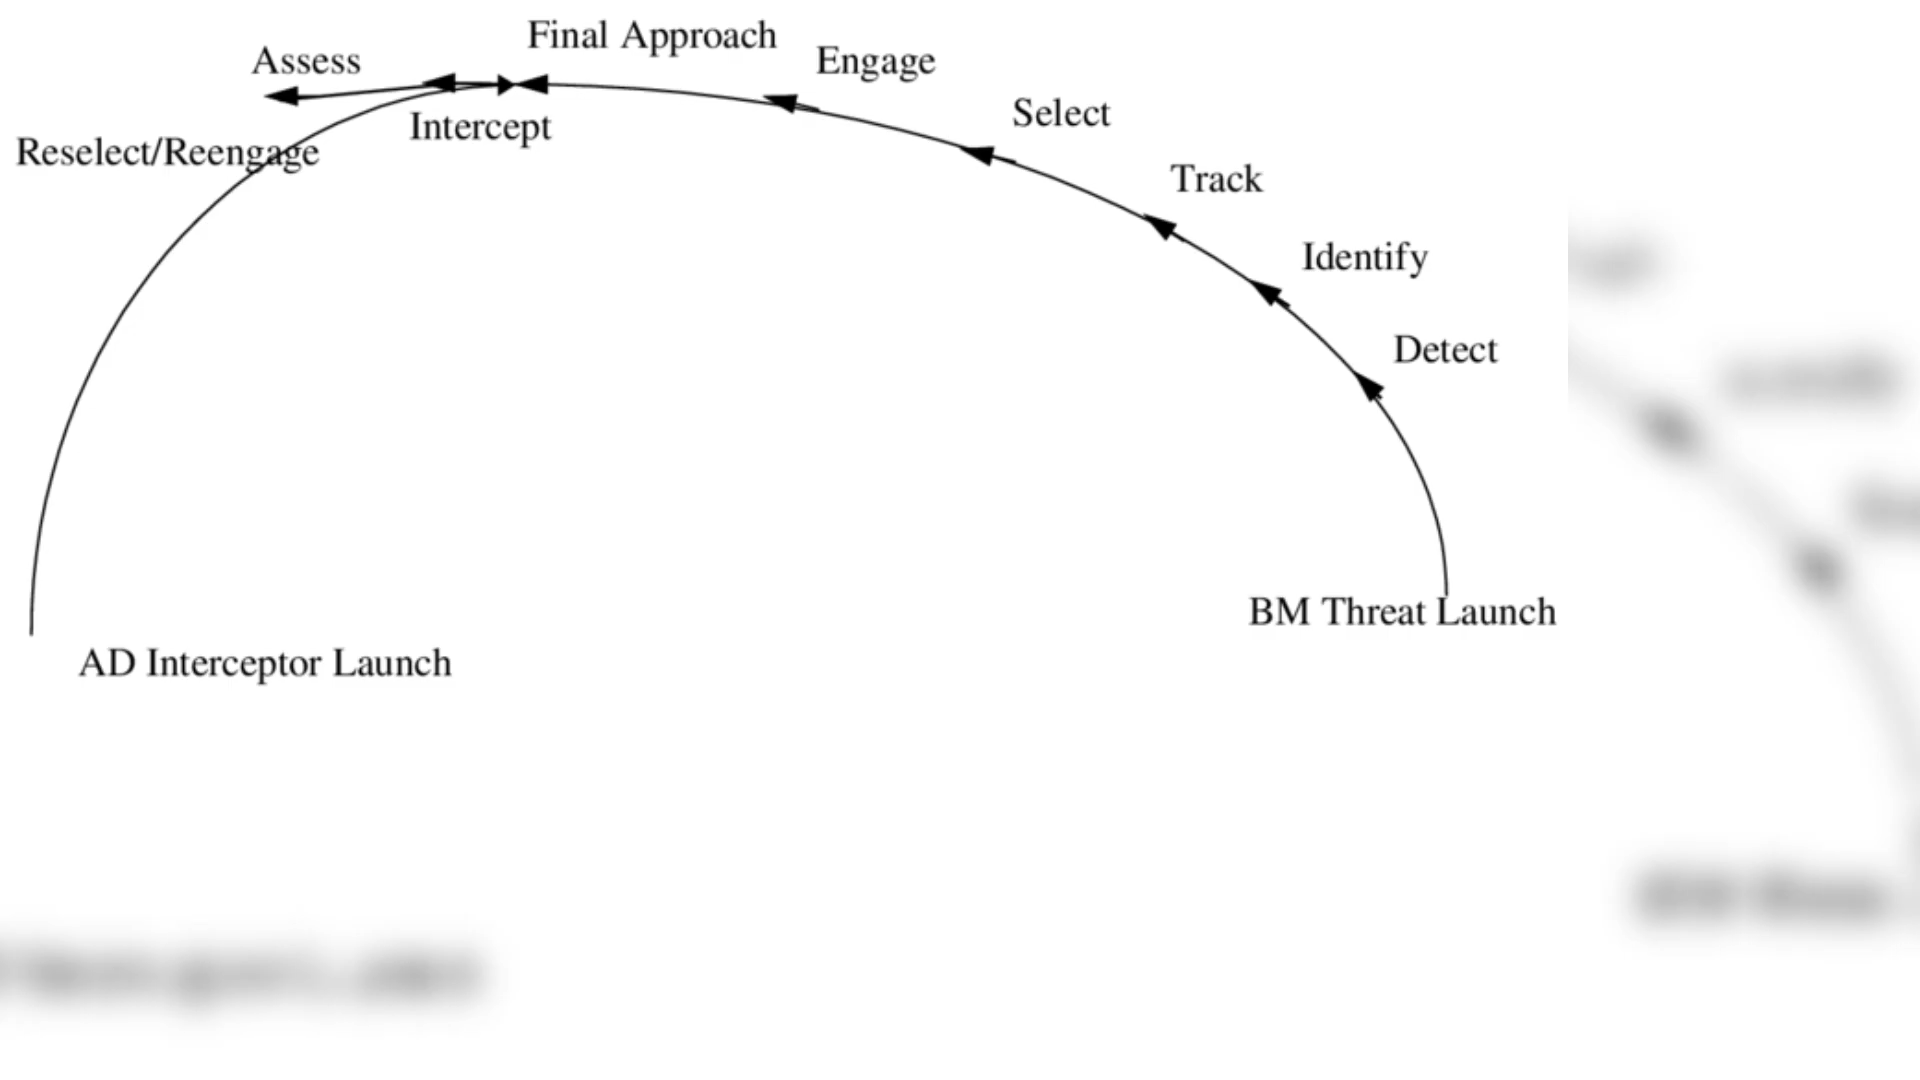 Final Approach
Assess
Engage
Select
Intercept
Reselect/Reengage
Track
Identify
Detect
BM Threat Launch
AD Interceptor Launch